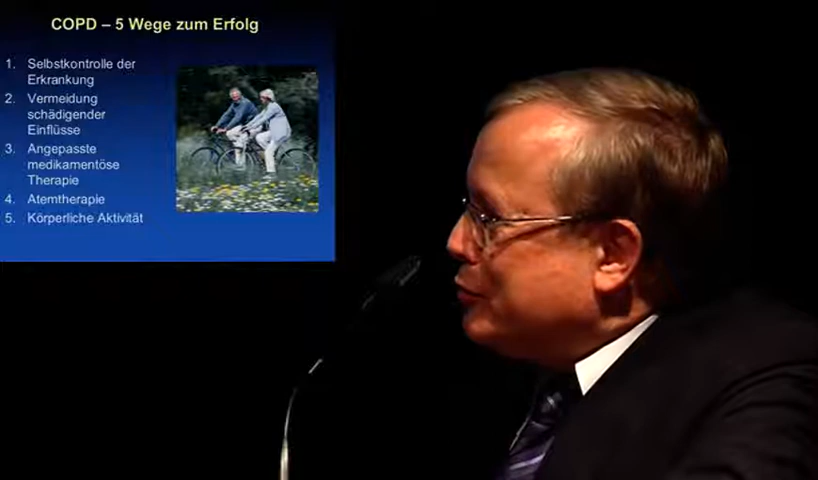 COPD – 5 Wege zum Erfolg
1. Selbstkontrolle der
Erkrankung
2. Vermeidung
schädigender
Einflüsse
3. Angepasste
medikamentöse
Therapie
4. Atemtherapie
5. Körperliche Aktivität